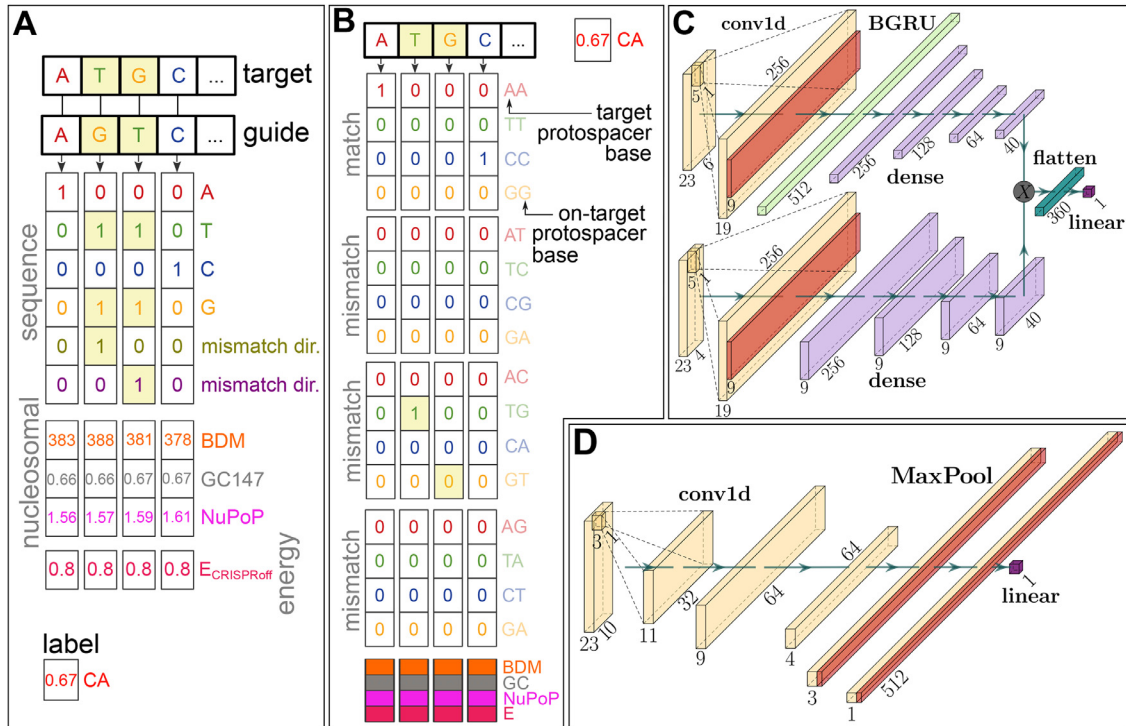 A
A T G C ... target
A G T C ... guide
sequence
1 0 0 0 A
0 1 1 0 T
0 0 0 1 C
0 1 1 0 G
0 1 0 0 mismatch dir.
0 0 1 0 mismatch dir.
nucleosomal
383 388 381 378 BDM
0.66 0.66 0.67 0.67 GC147
1.56 1.57 1.59 1.61 NuPoP
energy
0.8 0.8 0.8 0.8 E_CRISPRoff
label
0.67 CA
B
A T G C ...
0.67 CA
match
1 0 0 0 AA
0 0 0 0 TT
0 0 1 CC
0 0 0 0 GG
target
protospacer
base
on-target
protospacer
base
mismatch
0 0 0 0 AT
0 0 0 0 TC
0 0 0 0 CG
0 0 0 0 GA
mismatch
0 0 0 0 AC
0 1 0 0 TG
0 0 0 0 CA
0 0 0 0 GT
mismatch
0 0 0 0 AG
0 0 0 0 TA
0 0 0 0 CT
0 0 0 0 GA
BDM
GC
NuPoP
E
C
conv1d
BGRU
5 1
23 6
256
9
19
512
256
128
64
40
dense
X
flatten
360
1
linear
5 1
23 4
256
9
19
9 256
9 128
9 64
9 40
dense
D
conv1d
MaxPool
3 1
23 10
11 32
9 64
4 64
3
1 512
1
linear